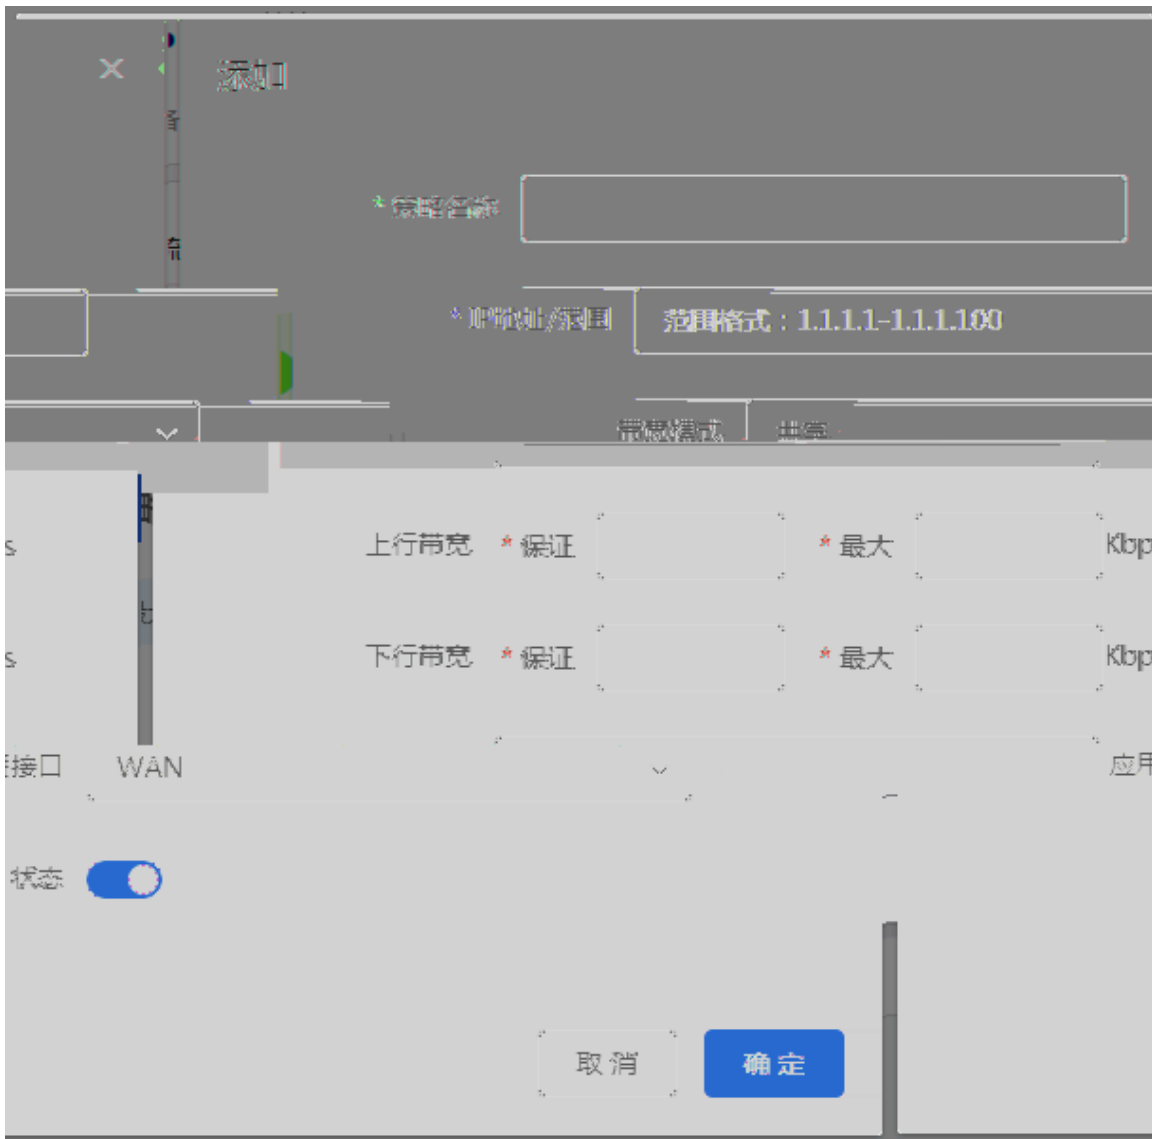 添加
* 策略名称
* IP地址/范围 范围格式：1.1.1.1-1.1.1.100
带宽模式 共享
上行带宽 * 保证 * 最大 Kbp
s
下行带宽 * 保证 * 最大 Kbp
s
接口 WAN 应用
状态
取消 确定